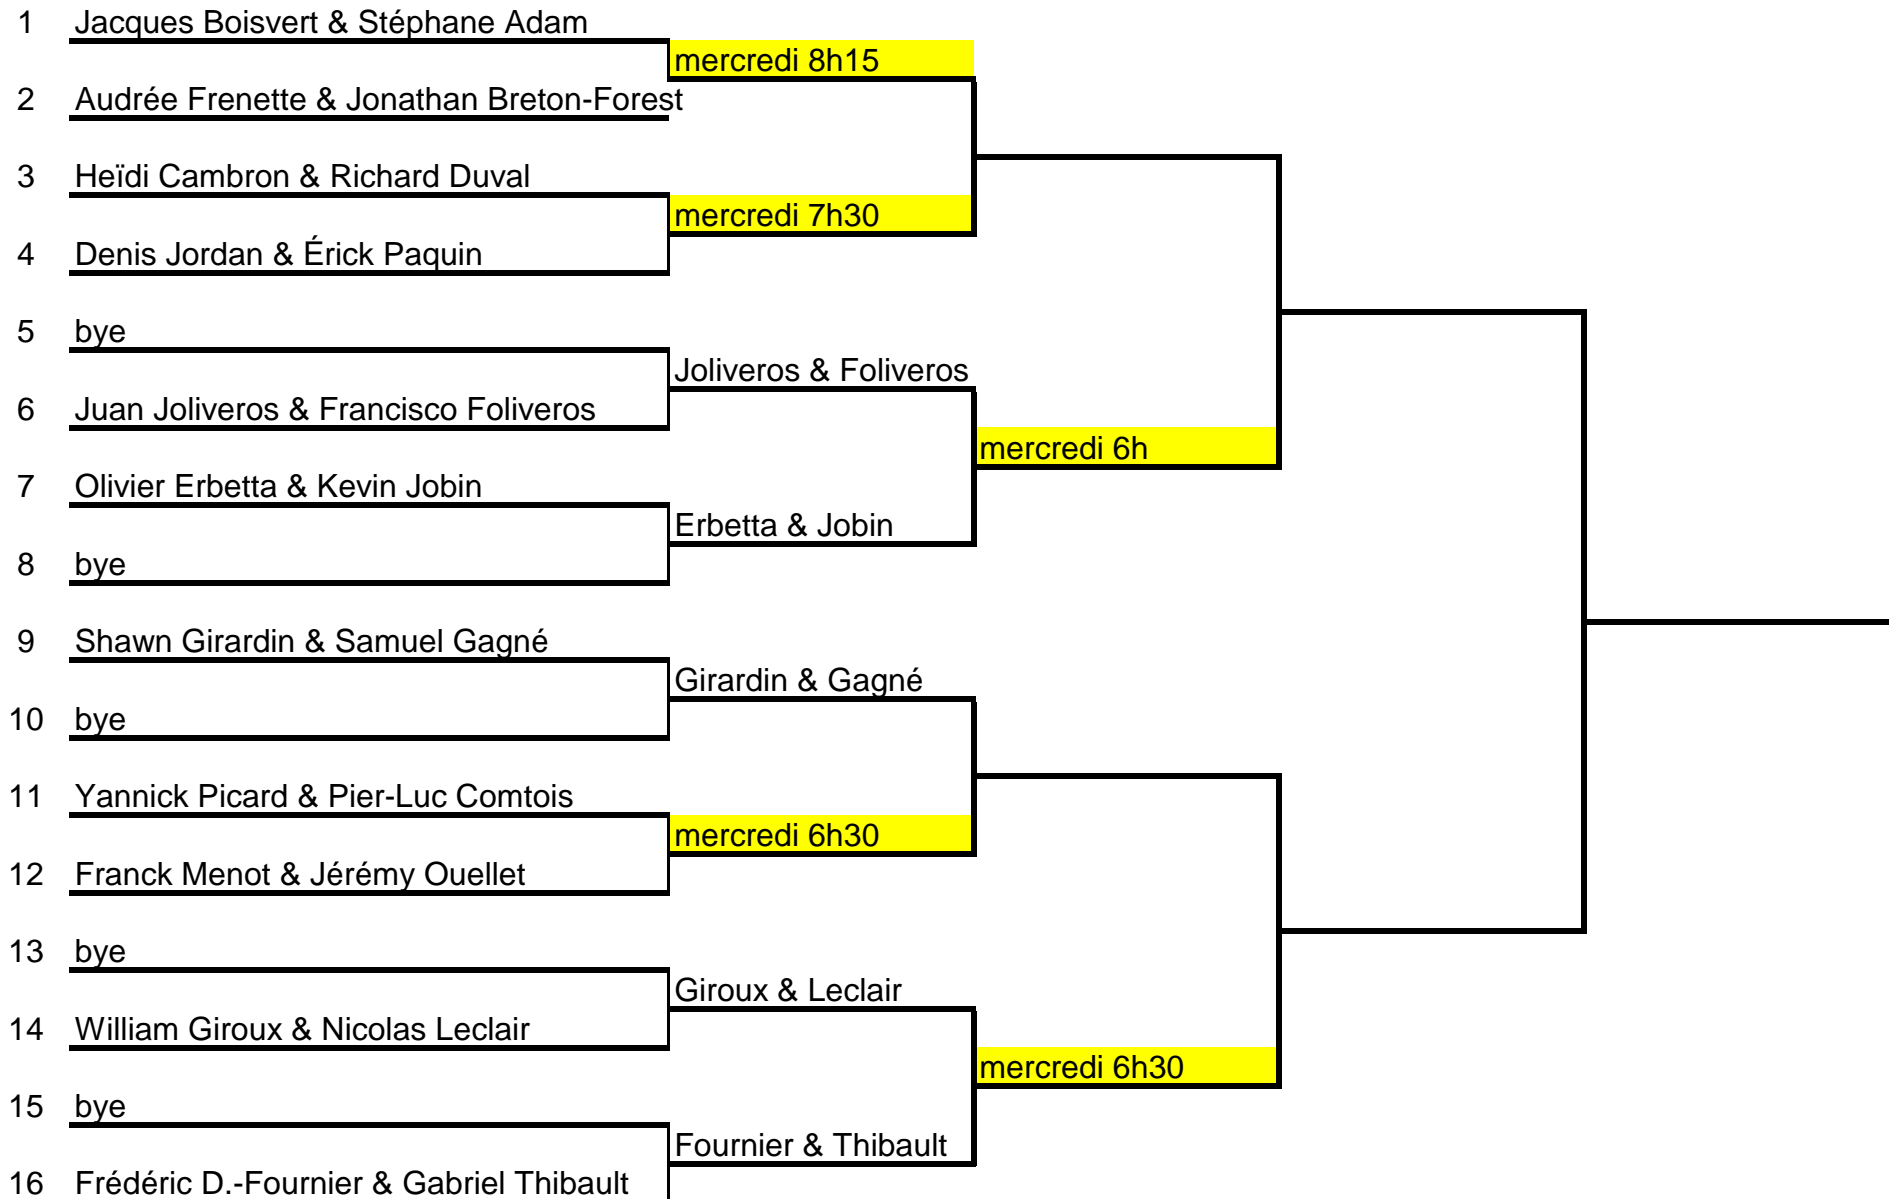 1 Jacques Boisvert & Stéphane Adam
mercredi 8h15
2 Audrée Frenette & Jonathan Breton-Forest
3 Heïdi Cambron & Richard Duval
mercredi 7h30
4 Denis Jordan & Érick Paquin
5 bye
Joliveros & Foliveros
6 Juan Joliveros & Francisco Foliveros
mercredi 6h
7 Olivier Erbetta & Kevin Jobin
Erbetta & Jobin
8 bye
9 Shawn Girardin & Samuel Gagné
Girardin & Gagné
10 bye
11 Yannick Picard & Pier-Luc Comtois
mercredi 6h30
12 Franck Menot & Jérémy Ouellet
13 bye
Giroux & Leclair
14 William Giroux & Nicolas Leclair
mercredi 6h30
15 bye
Fournier & Thibault
16 Frédéric D.-Fournier & Gabriel Thibault